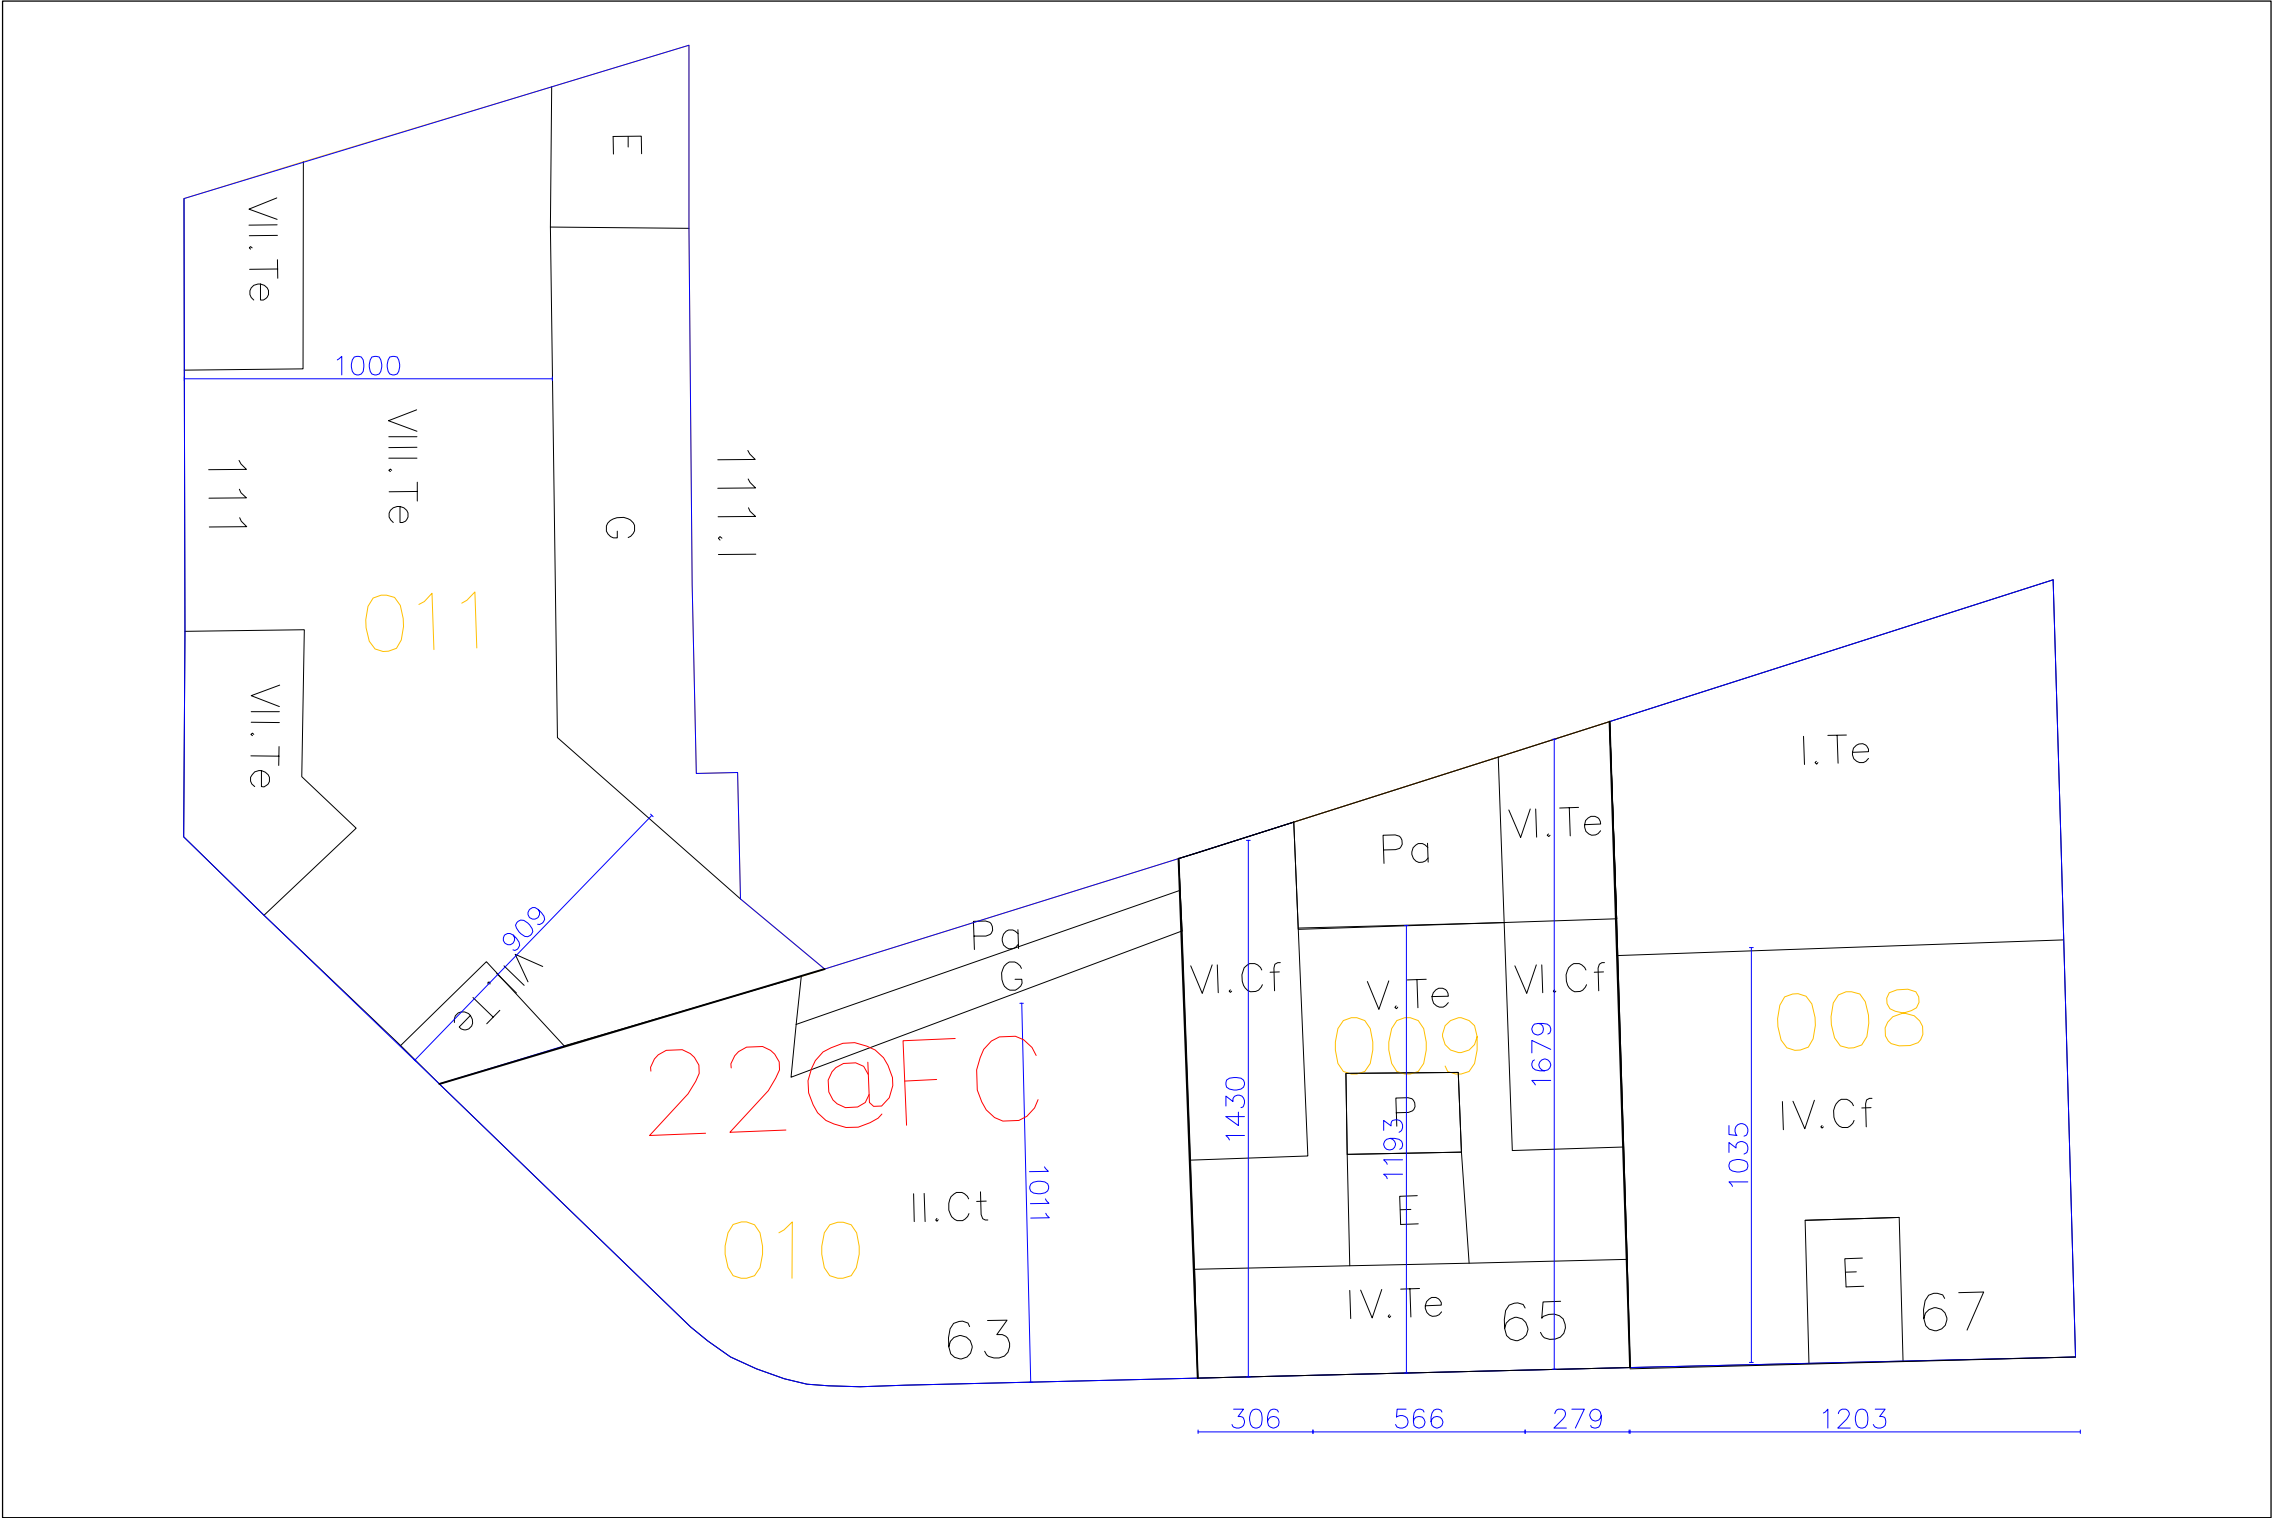 E
VII.Te
1000
VIII.Te
111
111.I
G
011
VII.Te
I.Te
VI.Te
Pa
909
VI
Te
Pa
G
VI.Cf
V.Te
VI.Cf
009
008
22@FC
1679
1430
P
1193
IV.Cf
1035
1011
II.Ct
E
010
E
IV.Te
65
67
63
306
566
279
1203